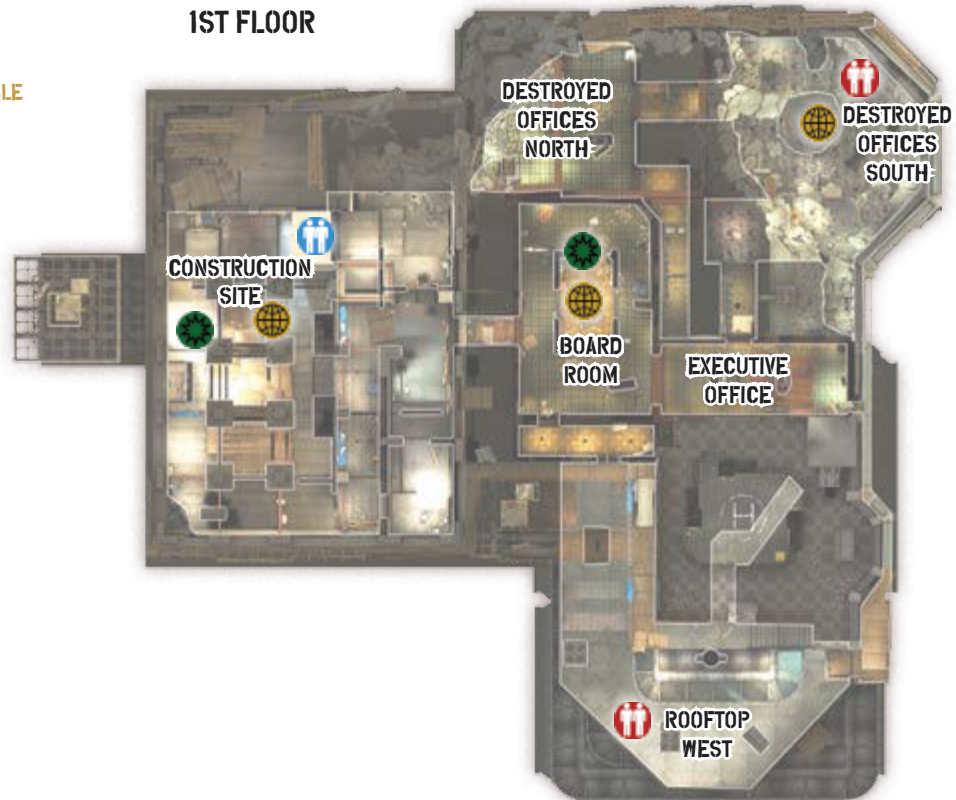 1ST FLOOR
LE
DESTROYED
OFFICES
NORTH
DESTROYED
OFFICES
SOUTH
CONSTRUCTION
SITE
BOARD
ROOM
EXECUTIVE
OFFICE
ROOFTOP
WEST